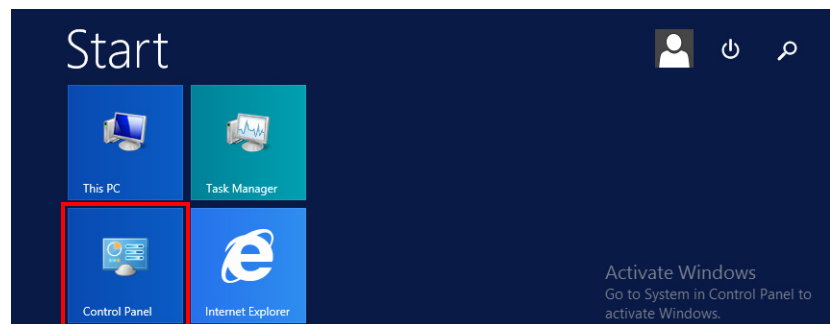 Start
This PC
Task Manager
Control Panel
Internet Explorer
Activate Windows
Go to System in Control Panel to
activate Windows.